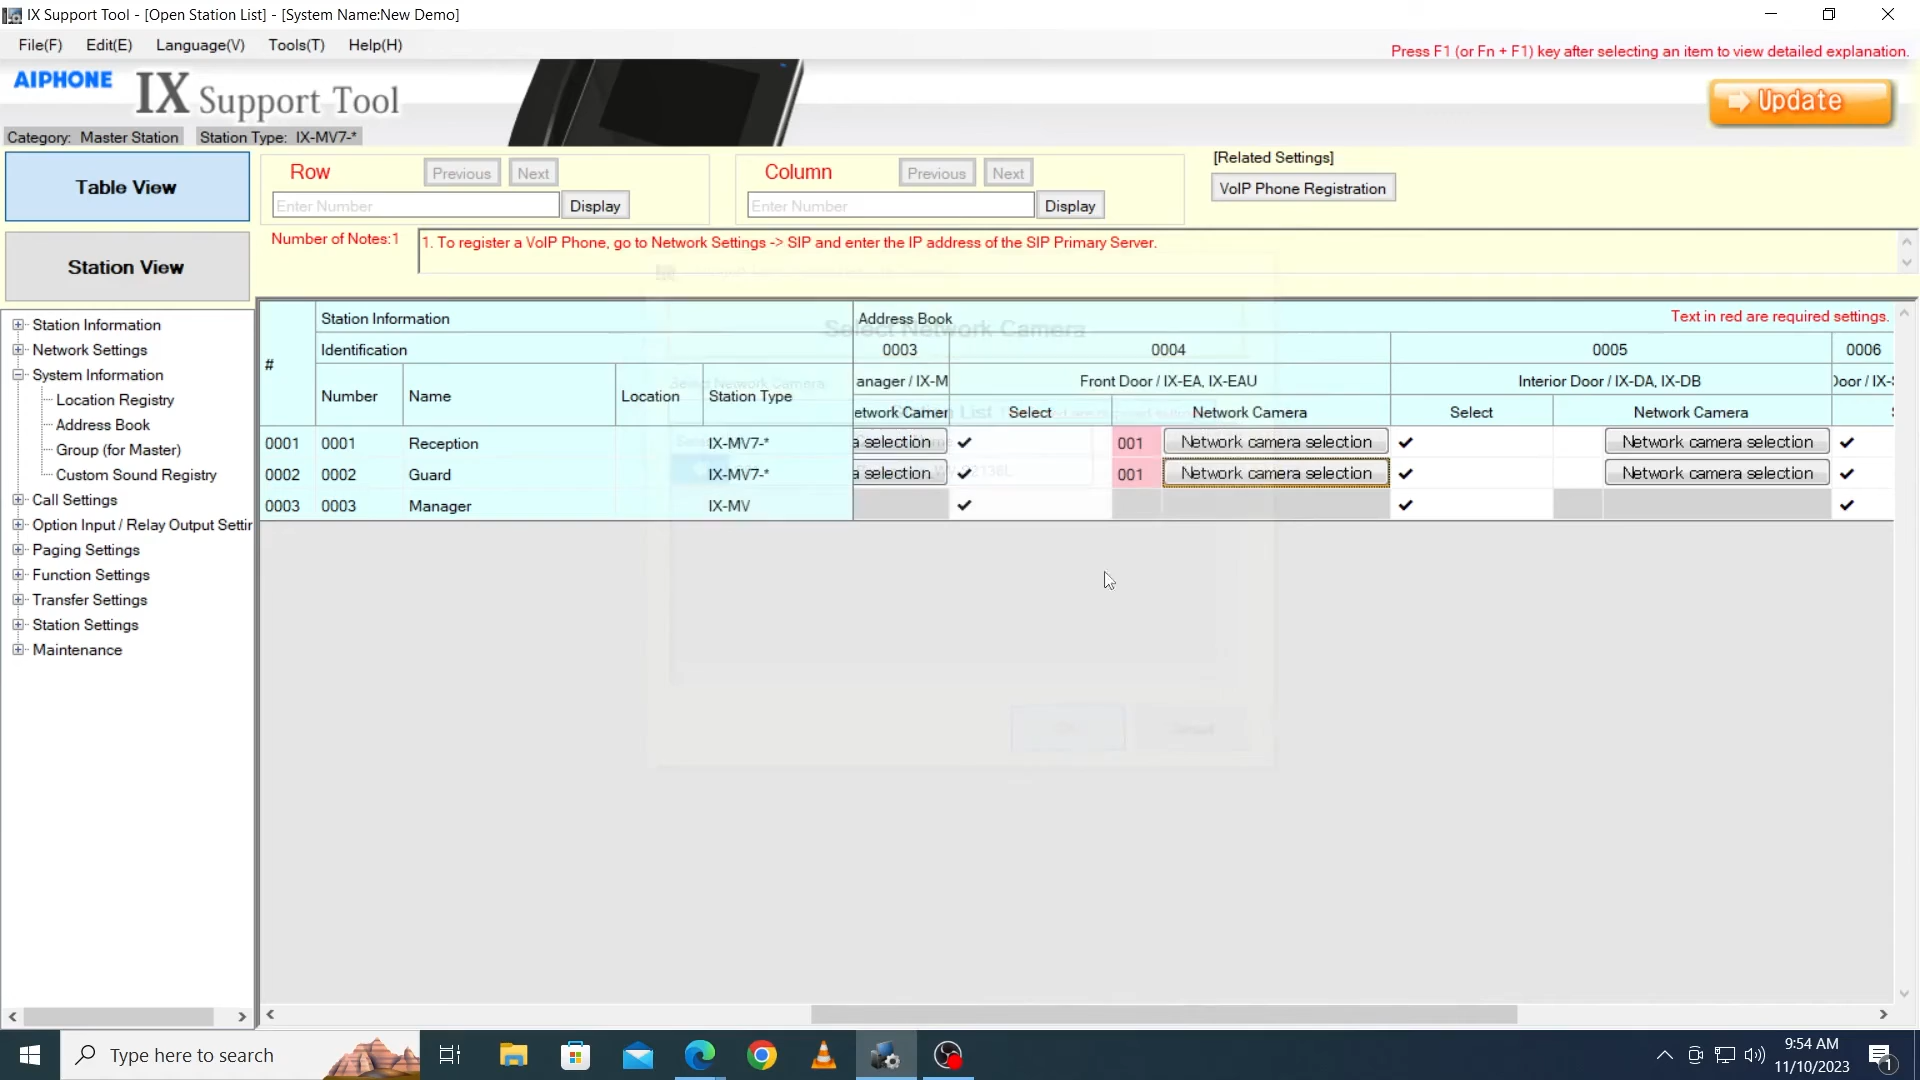 IX Support Tool - [Open Station List] - [System Name:New Demo]
File(F) Edit(E) Language(V) Tools(T) Help(H)
Press F1 (or Fn + F1) key after selecting an item to view detailed explanation.
AIPHONE IX Support Tool
Update
Category: Master Station Station Type: IX-MV7-*
Table View
Station View
Row Previous Next
Enter Number Display
Column Previous Next
Enter Number Display
[Related Settings]
VoIP Phone Registration
Number of Notes:1
1. To register a VoIP Phone, go to Network Settings -> SIP and enter the IP address of the SIP Primary Server.
Station Information
Network Settings
System Information
Location Registry
Address Book
Group (for Master)
Custom Sound Registry
Call Settings
Option Input / Relay Output Settin
Paging Settings
Function Settings
Transfer Settings
Station Settings
Maintenance
Station Information Address Book Text in red are required settings.
# Identification 0003 0004 0005 0006
Number Name Location Station Type
anager / IX-M Front Door / IX-EA, IX-EAU Interior Door / IX-DA, IX-DB Door / IX-S
etwork Camer Select Network Camera Select Network Camera
0001 0001 Reception IX-MV7-* a selection 001 Network camera selection Network camera selection
0002 0002 Guard IX-MV7-* a selection 001 Network camera selection Network camera selection
0003 0003 Manager IX-MV
Select Network Camera
Select Network Camera
Station List
Type here to search
9:54 AM
11/10/2023
1